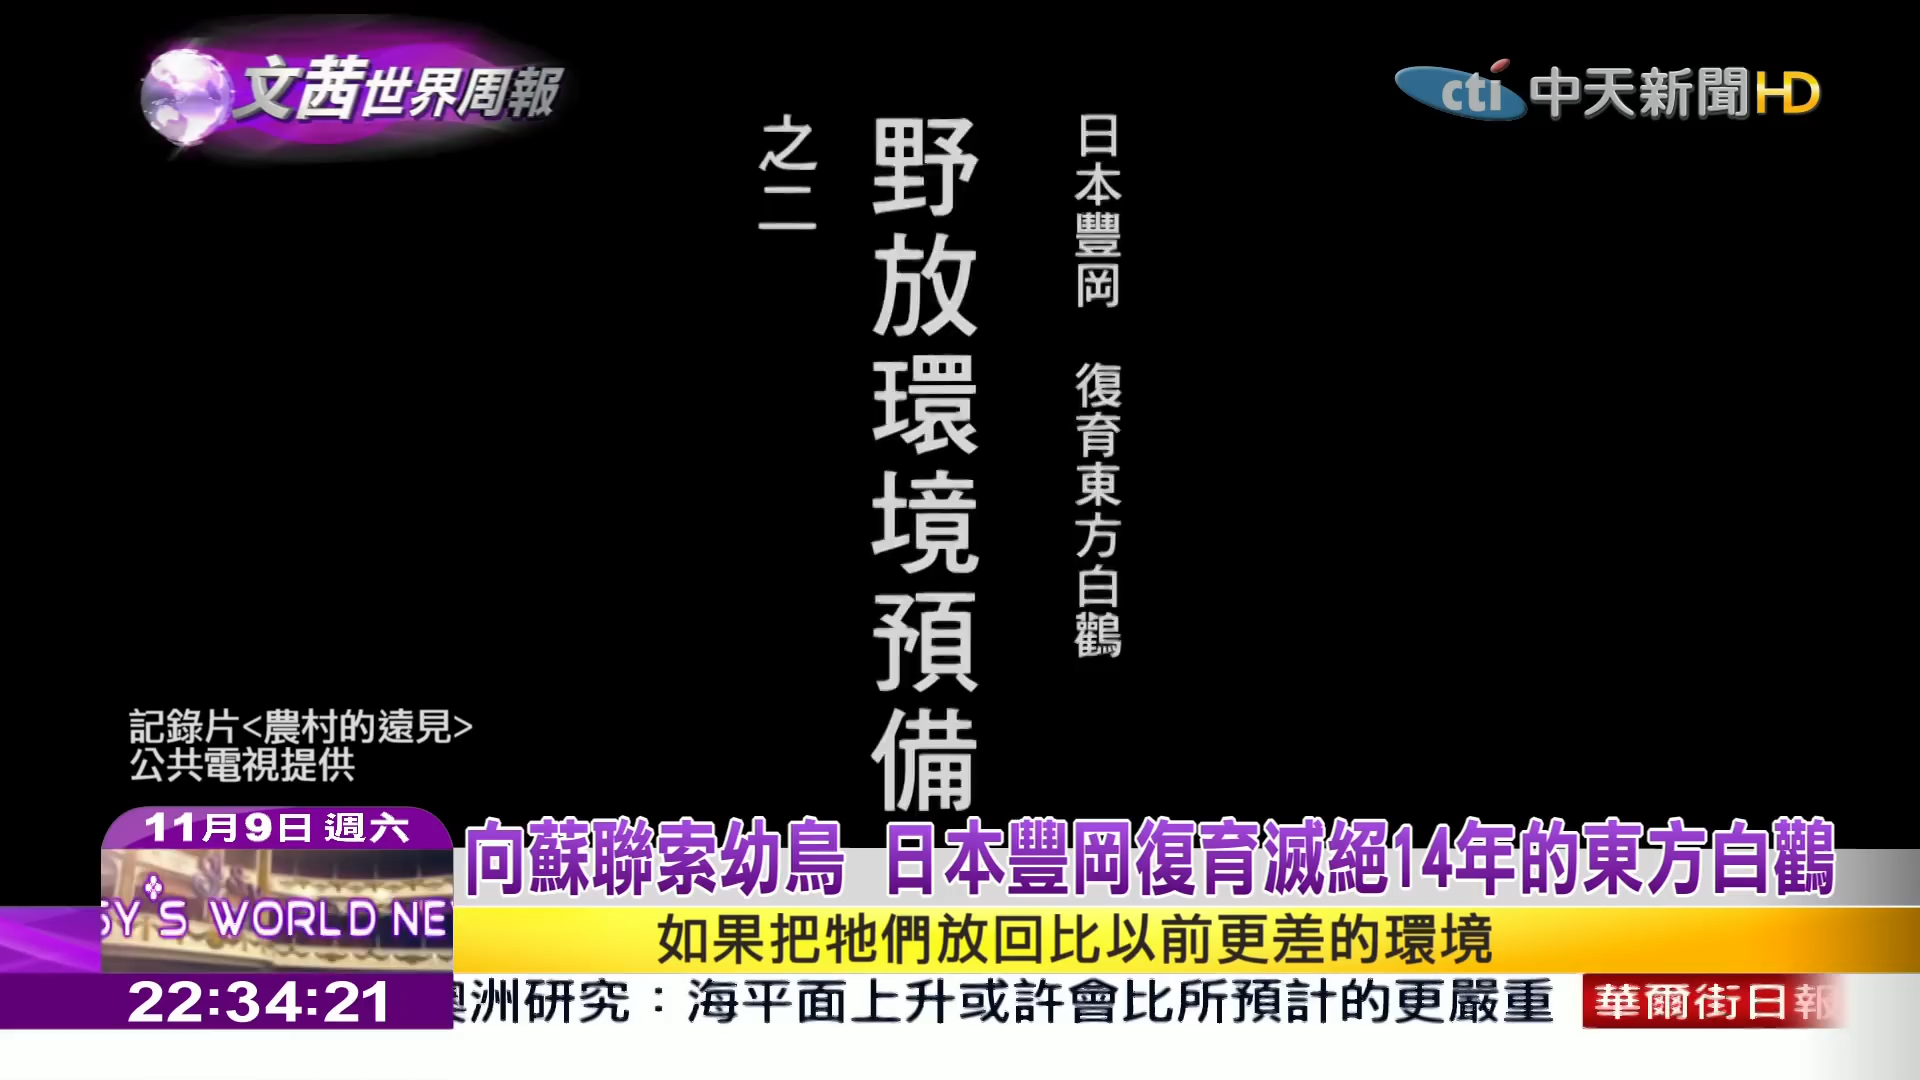 文茜世界周報
cti 中天新聞HD
日本豐岡 復育東方白鸛
野放環境預備
之二
記錄片<農村的遠見>
公共電視提供
11月9日 週六
向蘇聯索幼鳥 日本豐岡復育滅絕14年的東方白鸛
SY'S WORLD NE
如果把牠們放回比以前更差的環境
22:34:21
澳洲研究：海平面上升或許會比所預計的更嚴重
華爾街日報